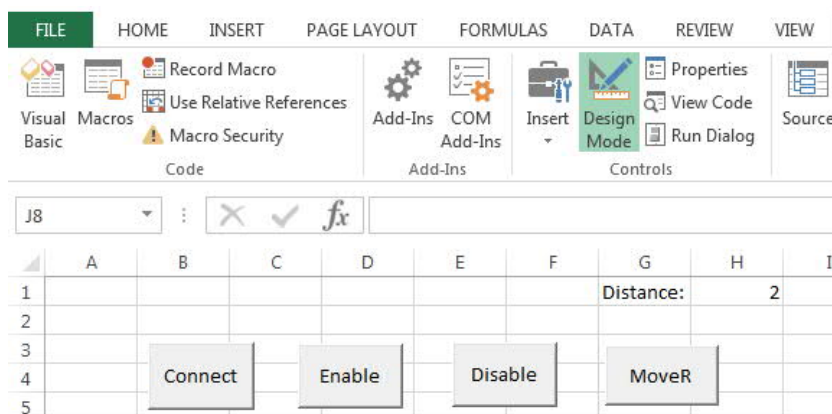 FILE HOME INSERT PAGE LAYOUT FORMULAS DATA REVIEW VIEW
Visual Basic
Macros
Record Macro
Use Relative References
Macro Security
Code
Add-Ins
COM Add-Ins
Add-Ins
Insert
Design Mode
Properties
View Code
Run Dialog
Controls
Source
J8 fx
A B C D E F G H I
1 Distance: 2
2
3
4 Connect Enable Disable MoveR
5